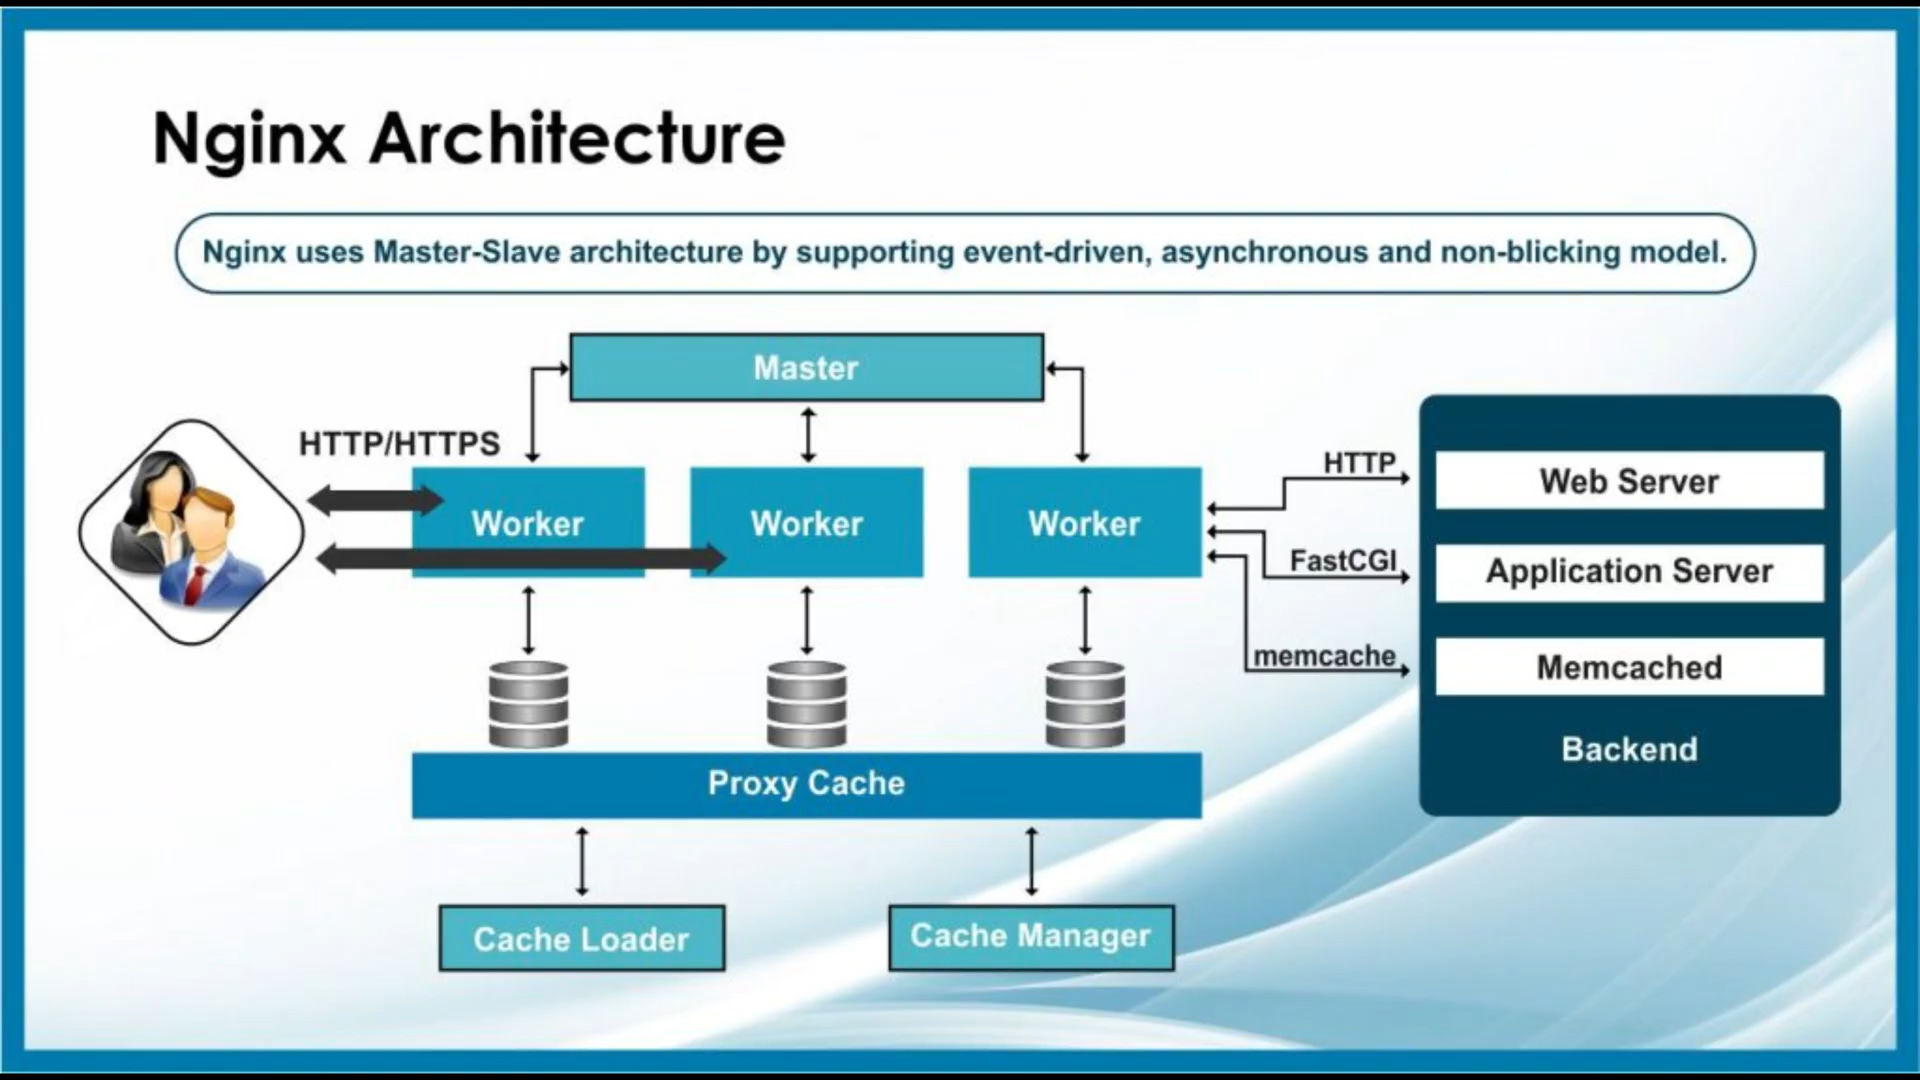 Nginx Architecture
Nginx uses Master-Slave architecture by supporting event-driven, asynchronous and non-blicking model.
Master
HTTP/HTTPS
Worker
Worker
Worker
HTTP
FastCGI
memcache
Web Server
Application Server
Memcached
Backend
Proxy Cache
Cache Loader
Cache Manager